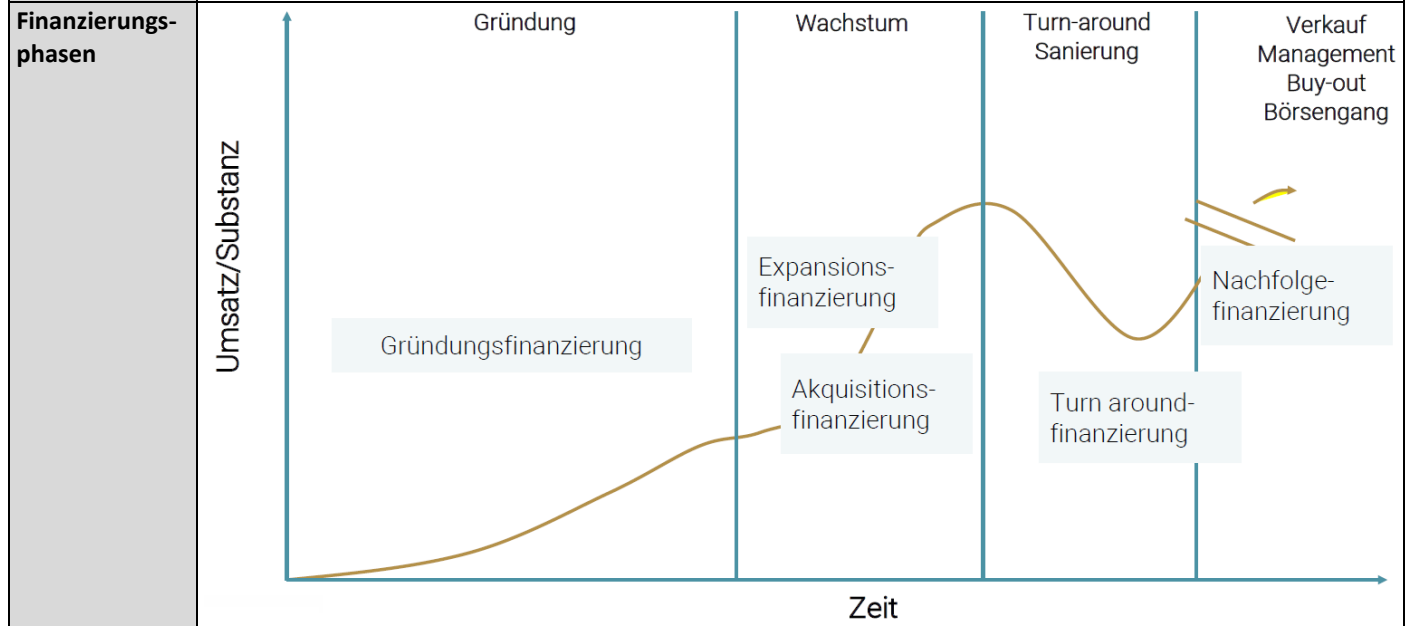 Finanzierungs-
phasen
Gründung
Wachstum
Turn-around
Sanierung
Verkauf
Management
Buy-out
Börsengang
Umsatz/Substanz
Expansions-
finanzierung
Nachfolge-
finanzierung
Gründungsfinanzierung
Akquisitions-
finanzierung
Turn around-
finanzierung
Zeit